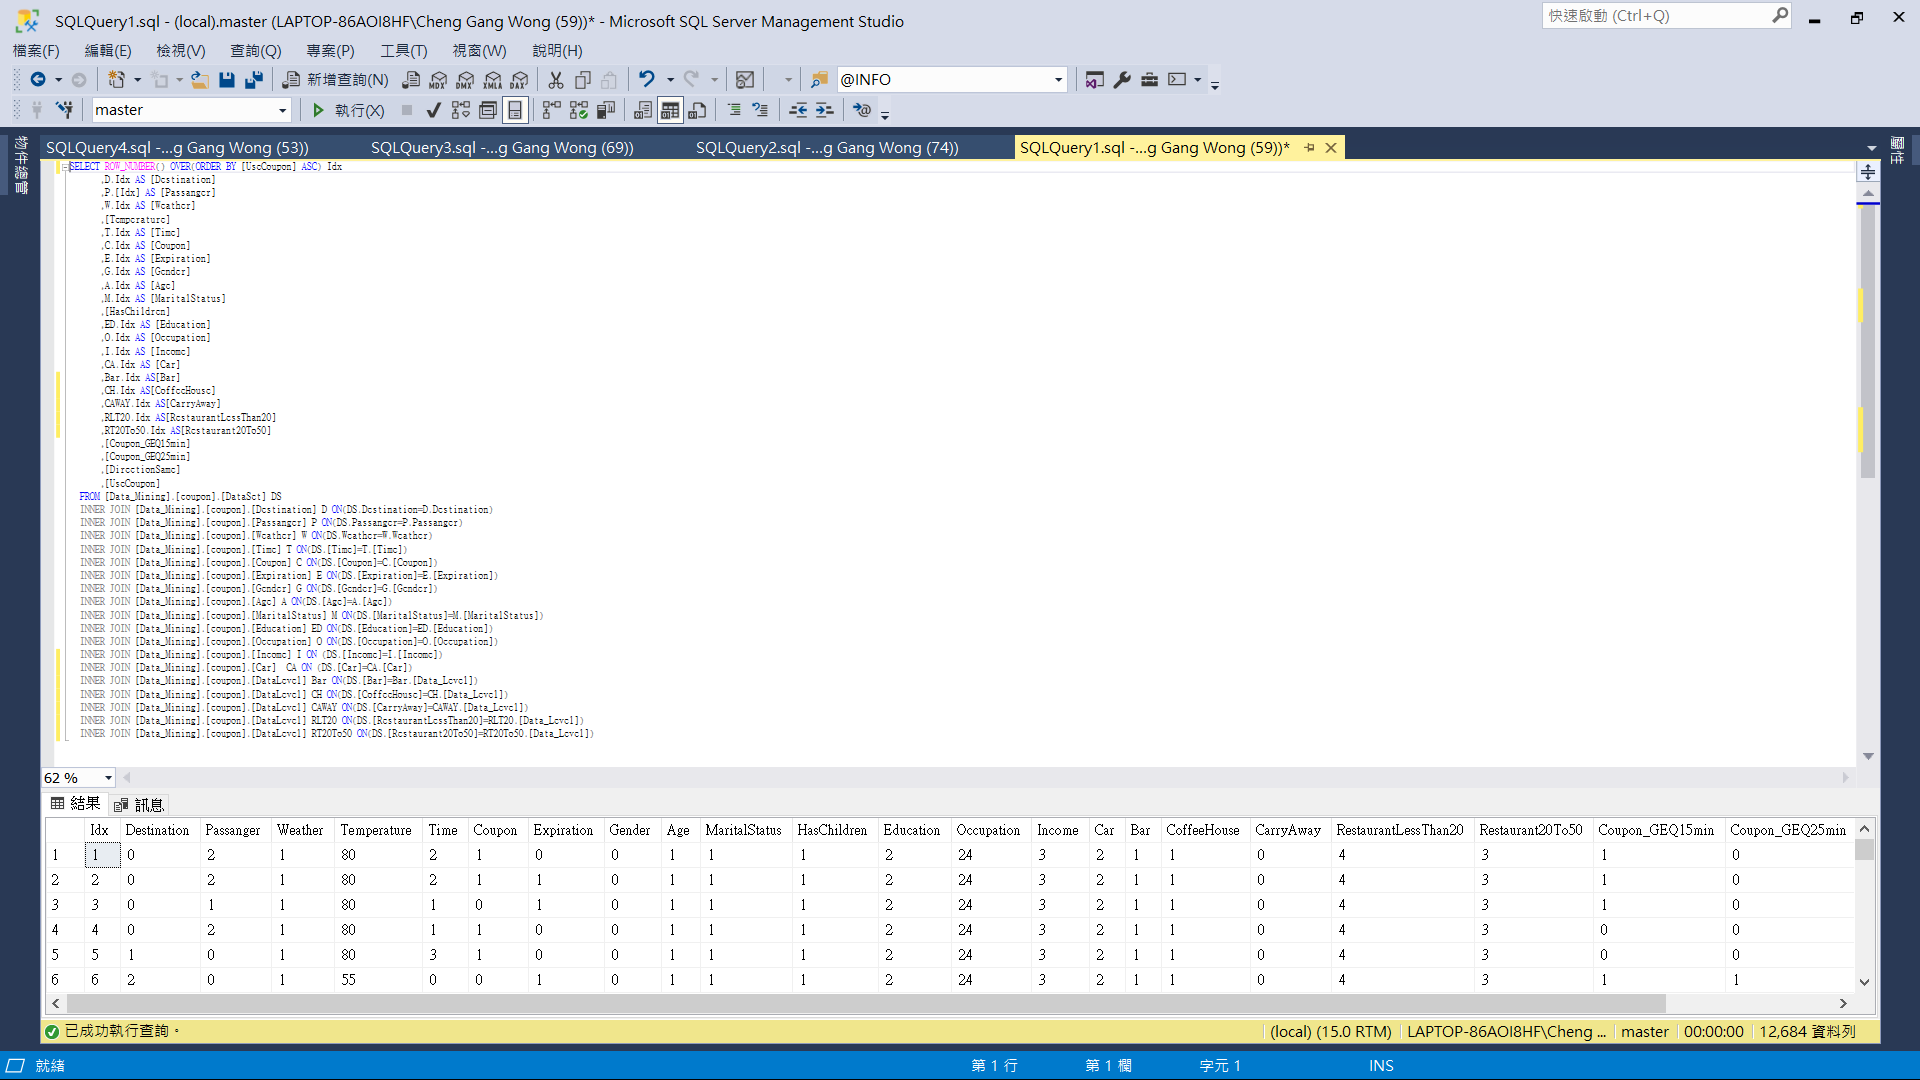 SQLQuery1.sql - (local).master (LAPTOP-86AOI8HF\Cheng Gang Wong (59))* - Microsoft SQL Server Management Studio
快速啟動 (Ctrl+Q)
檔案(F) 編輯(E) 檢視(V) 查詢(Q) 專案(P) 工具(T) 視窗(W) 說明(H)
新增查詢(N) MDX DMX XMLA DAX @INFO
master 執行(X)
物件總管
SQLQuery4.sql -...g Gang Wong (53)) SQLQuery3.sql -...g Gang Wong (69)) SQLQuery2.sql -...g Gang Wong (74)) SQLQuery1.sql -...g Gang Wong (59))*
屬性
SELECT ROW_NUMBER() OVER(ORDER BY [UseCoupon] ASC) Idx
,D.Idx AS [Destination]
,P.[Idx] AS [Passanger]
,W.Idx AS [Weather]
,[Temperature]
,T.Idx AS [Time]
,C.Idx AS [Coupon]
,E.Idx AS [Expiration]
,G.Idx AS [Gender]
,A.Idx AS [Age]
,M.Idx AS [MaritalStatus]
,[HasChildren]
,ED.Idx AS [Education]
,O.Idx AS [Occupation]
,I.Idx AS [Income]
,CA.Idx AS [Car]
,Bar.Idx AS[Bar]
,CH.Idx AS[CoffeeHouse]
,CAWAY.Idx AS[CarryAway]
,RLT20.Idx AS[RestaurantLessThan20]
,RT20To50.Idx AS[Restaurant20To50]
,[Coupon_GEQ15min]
,[Coupon_GEQ25min]
,[DirectionSame]
,[UseCoupon]
FROM [Data_Mining].[coupon].[DataSet] DS
INNER JOIN [Data_Mining].[coupon].[Destination] D ON(DS.Destination=D.Destination)
INNER JOIN [Data_Mining].[coupon].[Passanger] P ON(DS.Passanger=P.Passanger)
INNER JOIN [Data_Mining].[coupon].[Weather] W ON(DS.Weather=W.Weather)
INNER JOIN [Data_Mining].[coupon].[Time] T ON(DS.[Time]=T.[Time])
INNER JOIN [Data_Mining].[coupon].[Coupon] C ON(DS.[Coupon]=C.[Coupon])
INNER JOIN [Data_Mining].[coupon].[Expiration] E ON(DS.[Expiration]=E.[Expiration])
INNER JOIN [Data_Mining].[coupon].[Gender] G ON(DS.[Gender]=G.[Gender])
INNER JOIN [Data_Mining].[coupon].[Age] A ON(DS.[Age]=A.[Age])
INNER JOIN [Data_Mining].[coupon].[MaritalStatus] M ON(DS.[MaritalStatus]=M.[MaritalStatus])
INNER JOIN [Data_Mining].[coupon].[Education] ED ON(DS.[Education]=ED.[Education])
INNER JOIN [Data_Mining].[coupon].[Occupation] O ON(DS.[Occupation]=O.[Occupation])
INNER JOIN [Data_Mining].[coupon].[Income] I ON (DS.[Income]=I.[Income])
INNER JOIN [Data_Mining].[coupon].[Car]  CA ON (DS.[Car]=CA.[Car])
INNER JOIN [Data_Mining].[coupon].[DataLevel] Bar ON(DS.[Bar]=Bar.[Data_Level])
INNER JOIN [Data_Mining].[coupon].[DataLevel] CH ON(DS.[CoffeeHouse]=CH.[Data_Level])
INNER JOIN [Data_Mining].[coupon].[DataLevel] CAWAY ON(DS.[CarryAway]=CAWAY.[Data_Level])
INNER JOIN [Data_Mining].[coupon].[DataLevel] RLT20 ON(DS.[RestaurantLessThan20]=RLT20.[Data_Level])
INNER JOIN [Data_Mining].[coupon].[DataLevel] RT20To50 ON(DS.[Restaurant20To50]=RT20To50.[Data_Level])
62 %
結果 訊息
Idx Destination Passanger Weather Temperature Time Coupon Expiration Gender Age MaritalStatus HasChildren Education Occupation Income Car Bar CoffeeHouse CarryAway RestaurantLessThan20 Restaurant20To50 Coupon_GEQ15min Coupon_GEQ25min
1 1 0 2 1 80 2 1 0 0 1 1 1 2 24 3 2 1 1 0 4 3 1 0
2 2 0 2 1 80 2 1 1 0 1 1 1 2 24 3 2 1 1 0 4 3 1 0
3 3 0 1 1 80 1 0 1 0 1 1 1 2 24 3 2 1 1 0 4 3 1 0
4 4 0 2 1 80 1 1 0 0 1 1 1 2 24 3 2 1 1 0 4 3 0 0
5 5 1 0 1 80 3 1 0 0 1 1 1 2 24 3 2 1 1 0 4 3 0 0
6 6 2 0 1 55 0 0 1 0 1 1 1 2 24 3 2 1 1 0 4 3 1 1
已成功執行查詢。 (local) (15.0 RTM) LAPTOP-86AOI8HF\Cheng ... master 00:00:00 12,684 資料列
就緒 第 1 行 第 1 欄 字元 1 INS